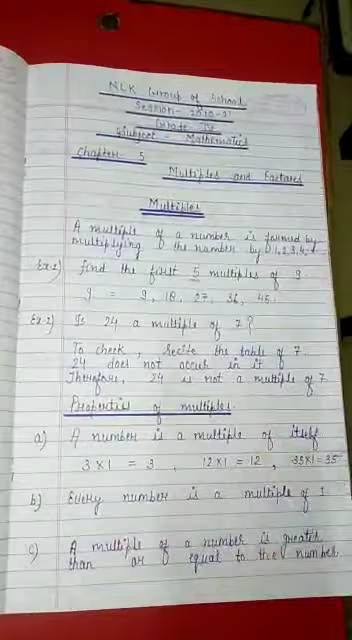 NLK Group of School
Session- 2020-21
Grade IV
Subject - Mathematics
Chapter 5
Multiples and Factors
Multiples
A multiple of a number is formed by
multiplying the number by 1,2,3,4,
Ex-1) find the first 5 multiples of 9
9 = 9, 18, 27, 36, 45.
Ex-2) Is 24 a multiple of 7?
To check, Recite the table of 7.
24 does not occur in it
Therefore, 24 is not a multiple of 7
Properties of multiples.
a) A number is a multiple of itself
3×1 = 3, 12×1 = 12, 35×1=35
b) Every number is a multiple of 1
c) A multiple of a number is greater
than or equal to the number